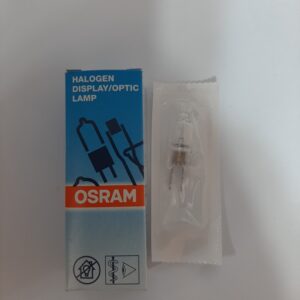 HALOGEN
DISPLAY/OPTIC
LAMP
OSRAM